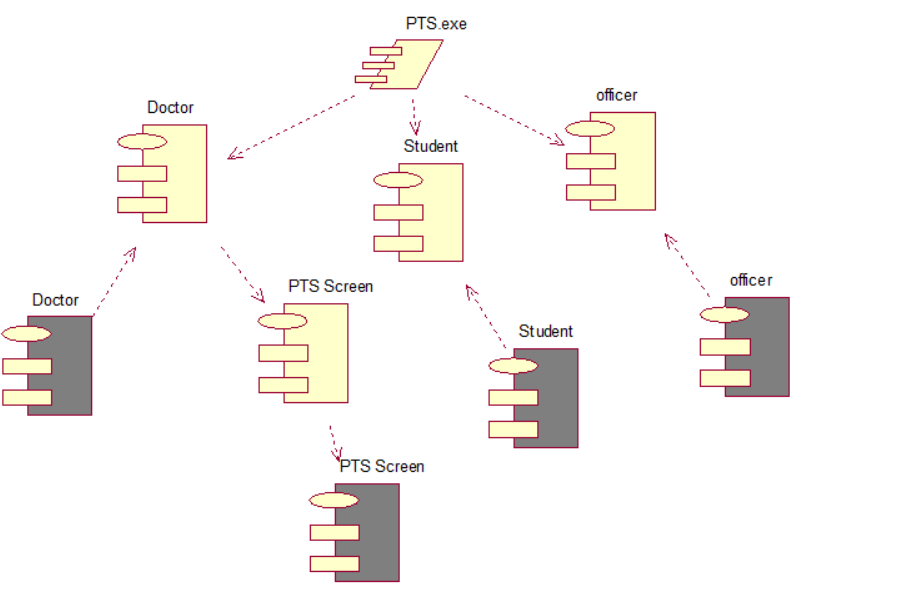 PTS.exe
Doctor
officer
Student
PTS Screen
Doctor
officer
Student
PTS Screen